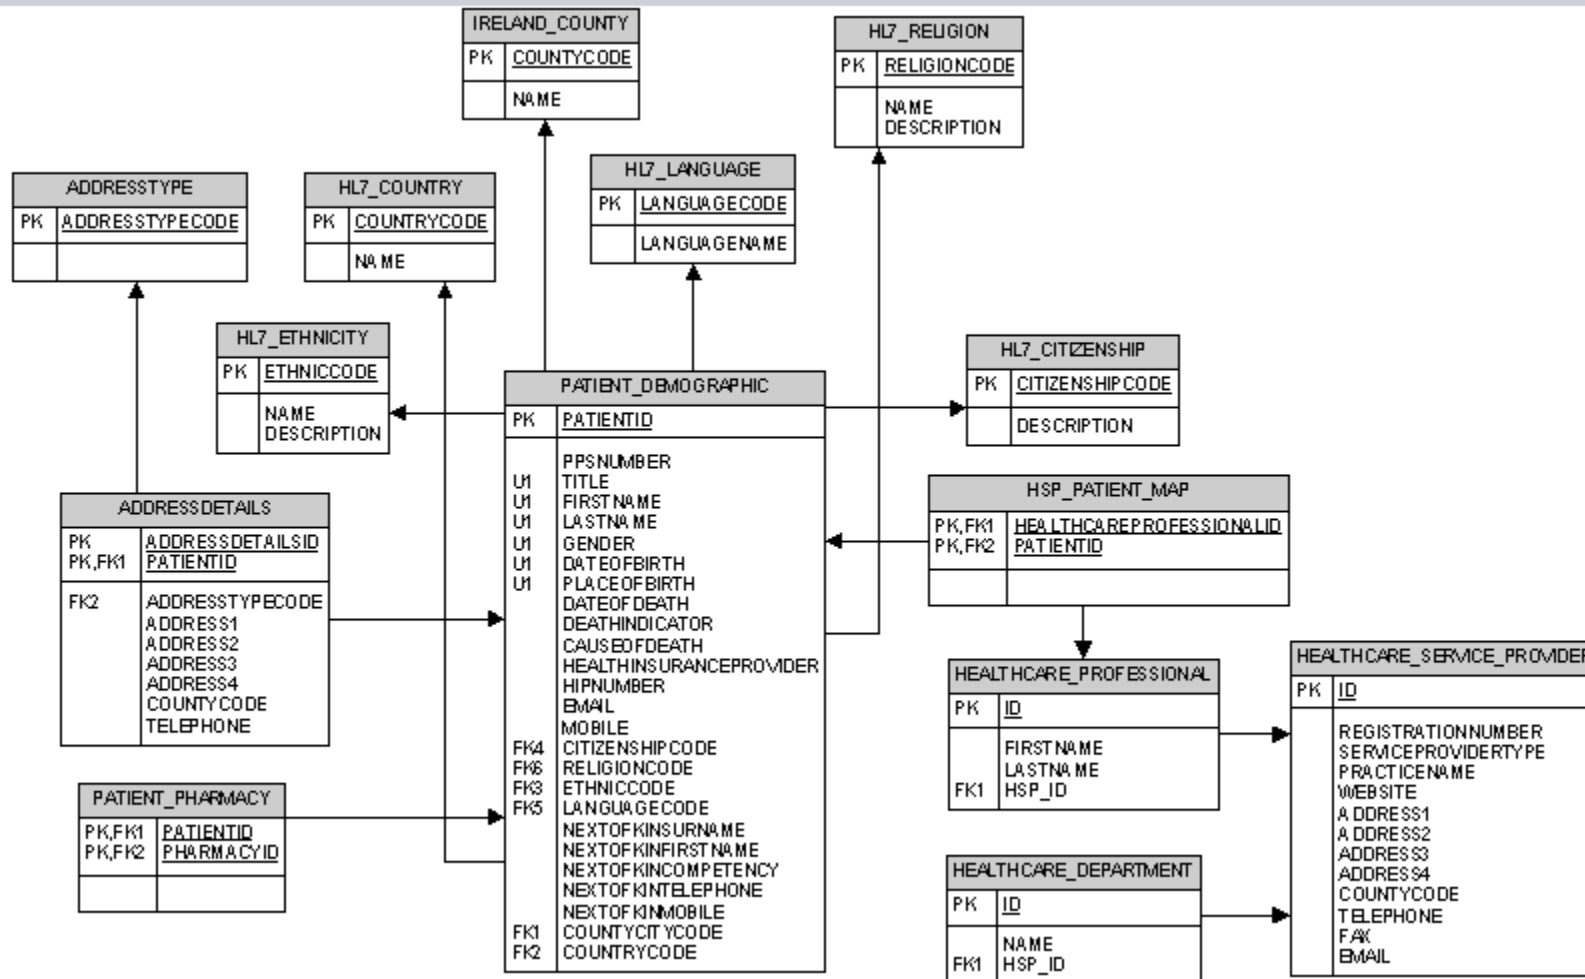 IRELAND_COUNTY
PK COUNTYCODE
NAME
HL7_RELIGION
PK RELIGIONCODE
NAME
DESCRIPTION
HL7_LANGUAGE
PK LANGUAGECODE
LANGUAGENAME
ADDRESSTYPE
PK ADDRESSTYPECODE
HL7_COUNTRY
PK COUNTRYCODE
NAME
HL7_ETHNICITY
PK ETHNICCODE
NAME
DESCRIPTION
HL7_CITIZENSHIP
PK CITIZENSHIPCODE
DESCRIPTION
PATIENT_DEMOGRAPHIC
PK PATIENTID
PPSNUMBER
U1 TITLE
U1 FIRSTNAME
U1 LASTNAME
U1 GENDER
U1 DATEOFBIRTH
U1 PLACEOFBIRTH
DATEOFDEATH
DEATHINDICATOR
CAUSEOFDEATH
HEALTHINSURANCEPROVIDER
HIPNUMBER
EMAIL
MOBILE
FK4 CITIZENSHIPCODE
FK6 RELIGIONCODE
FK3 ETHNICCODE
FK5 LANGUAGECODE
NEXTOFKINSURNAME
NEXTOFKINFIRSTNAME
NEXTOFKINCOMPETENCY
NEXTOFKINTELEPHONE
NEXTOFKINMOBILE
FK1 COUNTYCITYCODE
FK2 COUNTRYCODE
ADDRESSDETAILS
PK ADDRESSDETAILSID
PK,FK1 PATIENTID
FK2 ADDRESSTYPECODE
ADDRESS1
ADDRESS2
ADDRESS3
ADDRESS4
COUNTYCODE
TELEPHONE
PATIENT_PHARMACY
PK,FK1 PATIENTID
PK,FK2 PHARMACYID
HSP_PATIENT_MAP
PK,FK1 HEALTHCAREPROFESSIONALID
PK,FK2 PATIENTID
HEALTHCARE_PROFESSIONAL
PK ID
FIRSTNAME
LASTNAME
FK1 HSP_ID
HEALTHCARE_DEPARTMENT
PK ID
NAME
FK1 HSP_ID
HEALTHCARE_SERVICE_PROVIDER
PK ID
REGISTRATIONNUMBER
SERVICEPROVIDERTYPE
PRACTICENAME
WEBSITE
ADDRESS1
ADDRESS2
ADDRESS3
ADDRESS4
COUNTYCODE
TELEPHONE
FAX
EMAIL